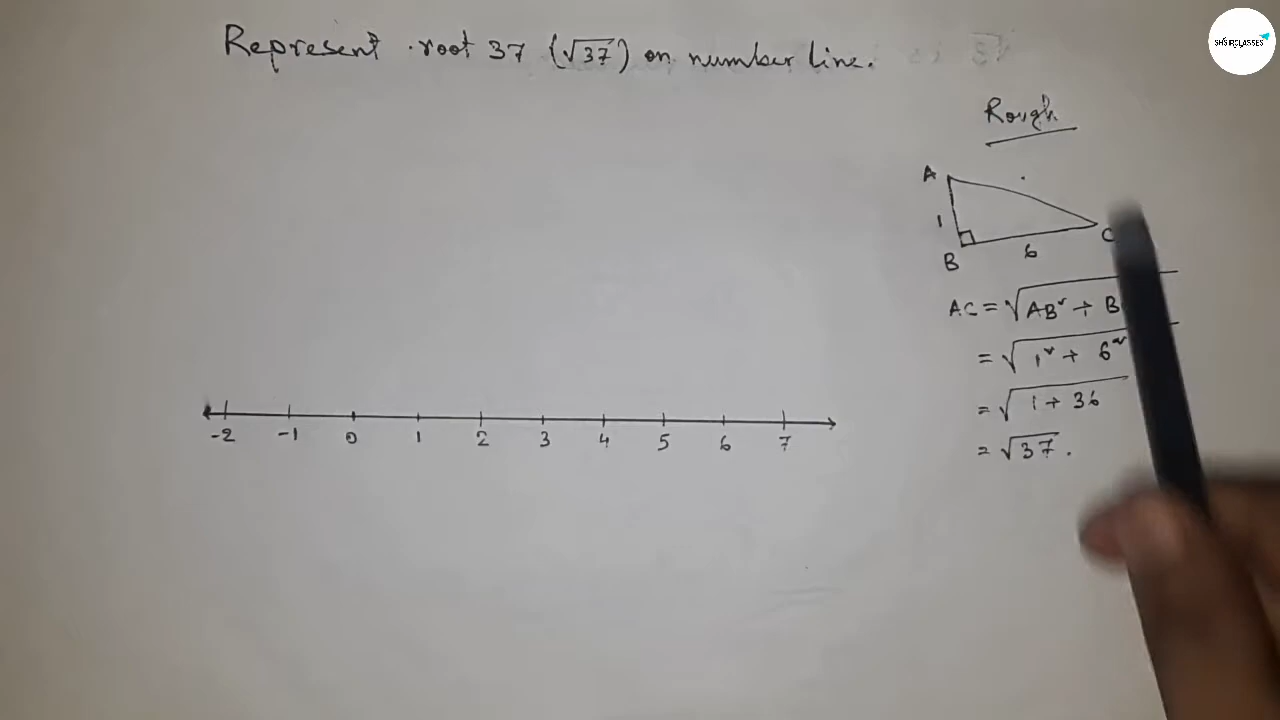 Represent root 37 (√37) on number line.
SHSIRCLASSES
Rough
A
1
B
6
C
AC = √AB² + B
= √1² + 6²
= √1 + 36
= √37.
-2 -1 0 1 2 3 4 5 6 7